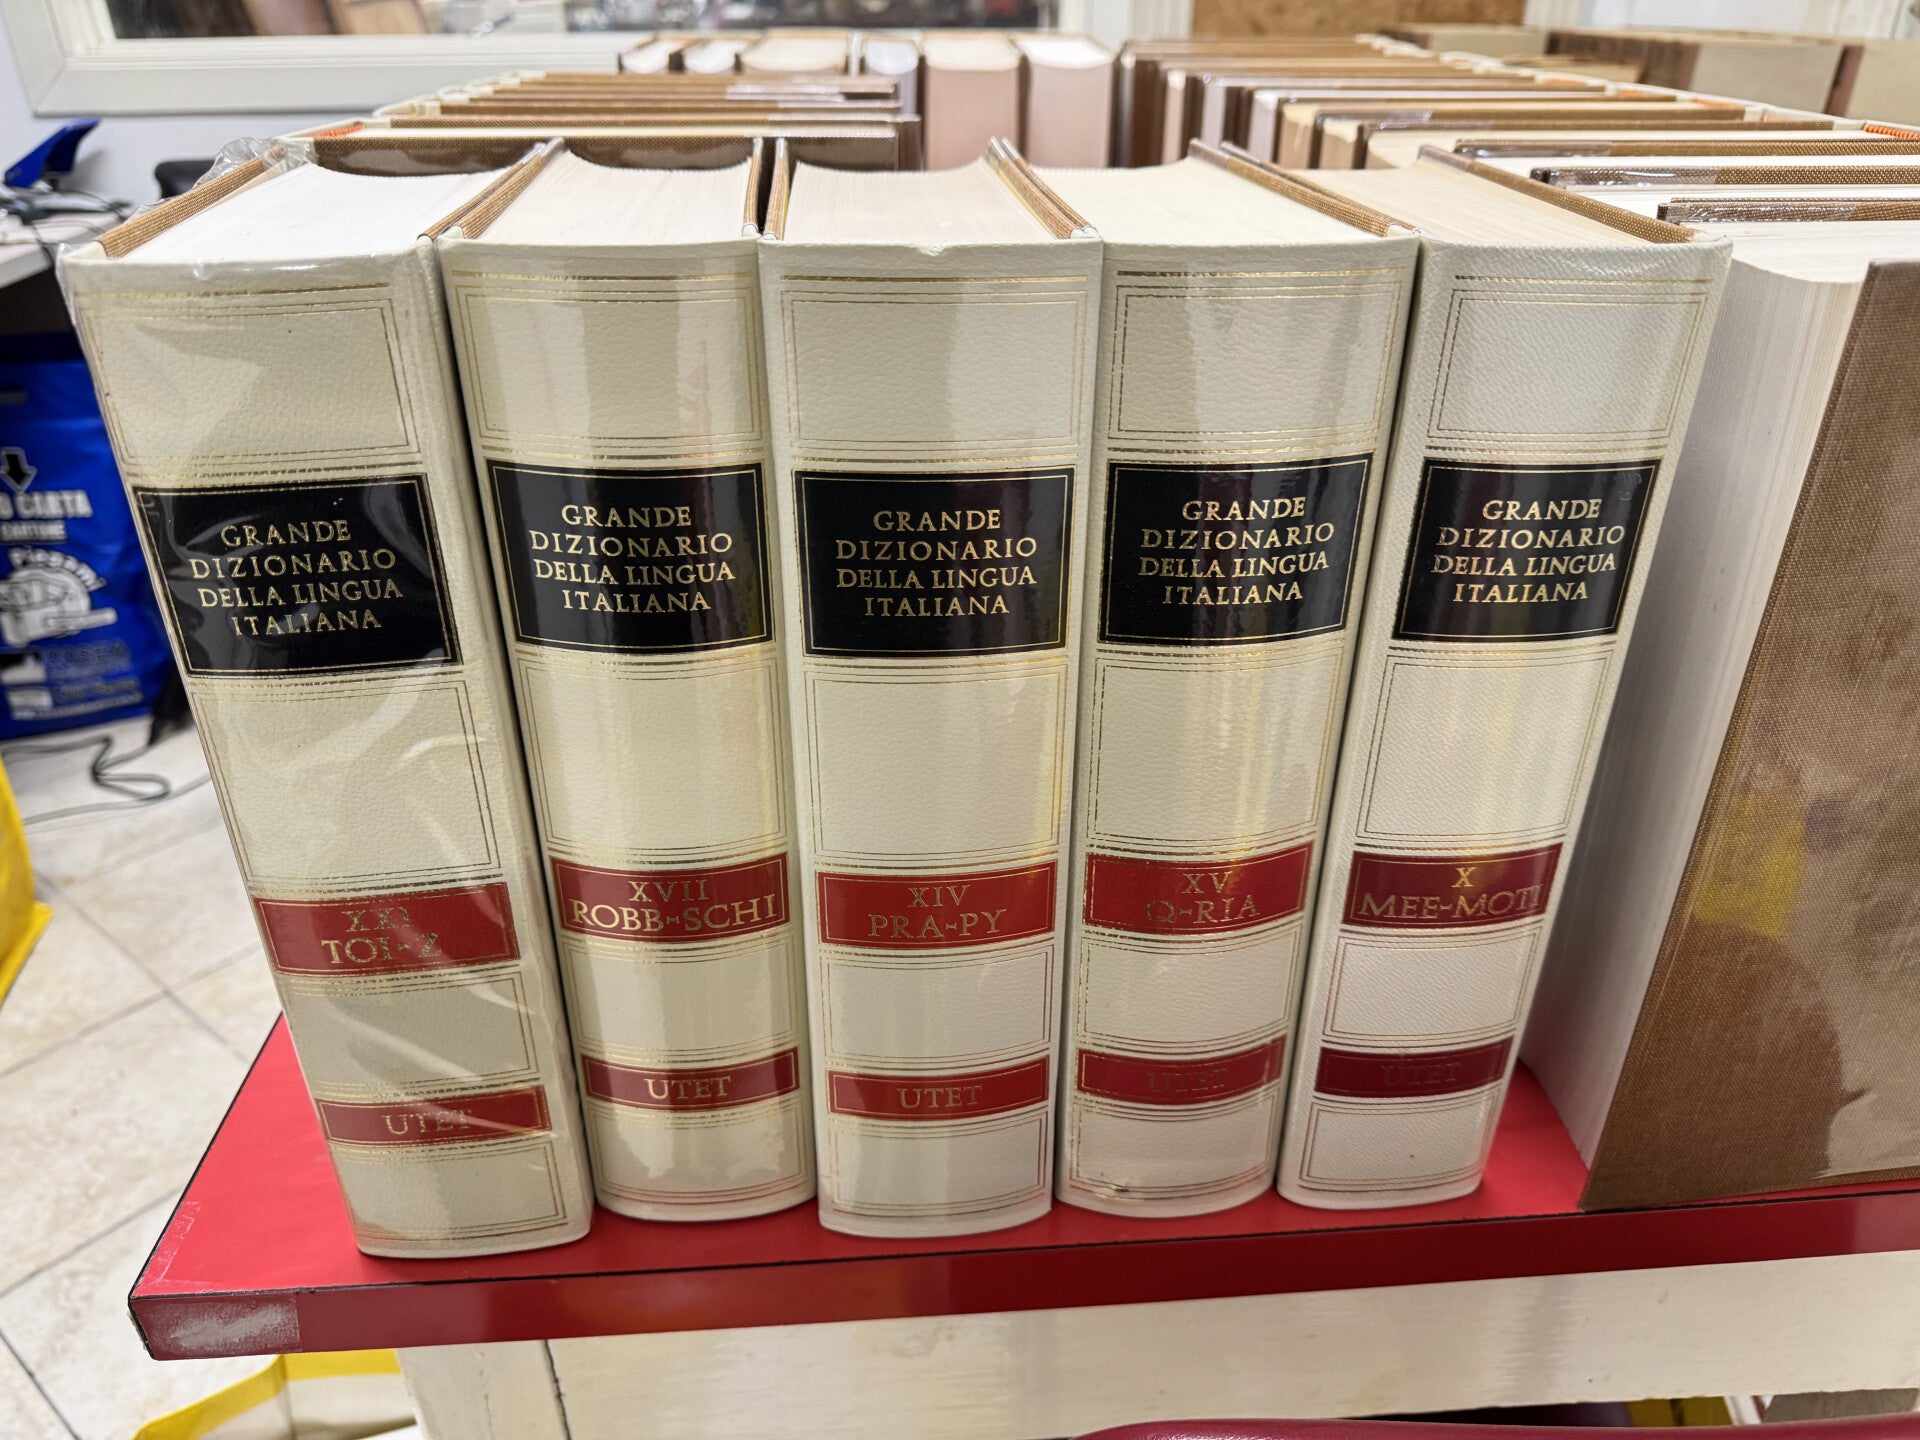 GRANDE
DIZIONARIO
DELLA LINGUA
ITALIANA
XXI
TOI-Z
UTET
GRANDE
DIZIONARIO
DELLA LINGUA
ITALIANA
XVII
ROBB-SCHI
UTET
GRANDE
DIZIONARIO
DELLA LINGUA
ITALIANA
XIV
PRA-PY
UTET
GRANDE
DIZIONARIO
DELLA LINGUA
ITALIANA
XV
Q-RIA
UTET
GRANDE
DIZIONARIO
DELLA LINGUA
ITALIANA
X
MEE-MOTI
UTET
CARTA